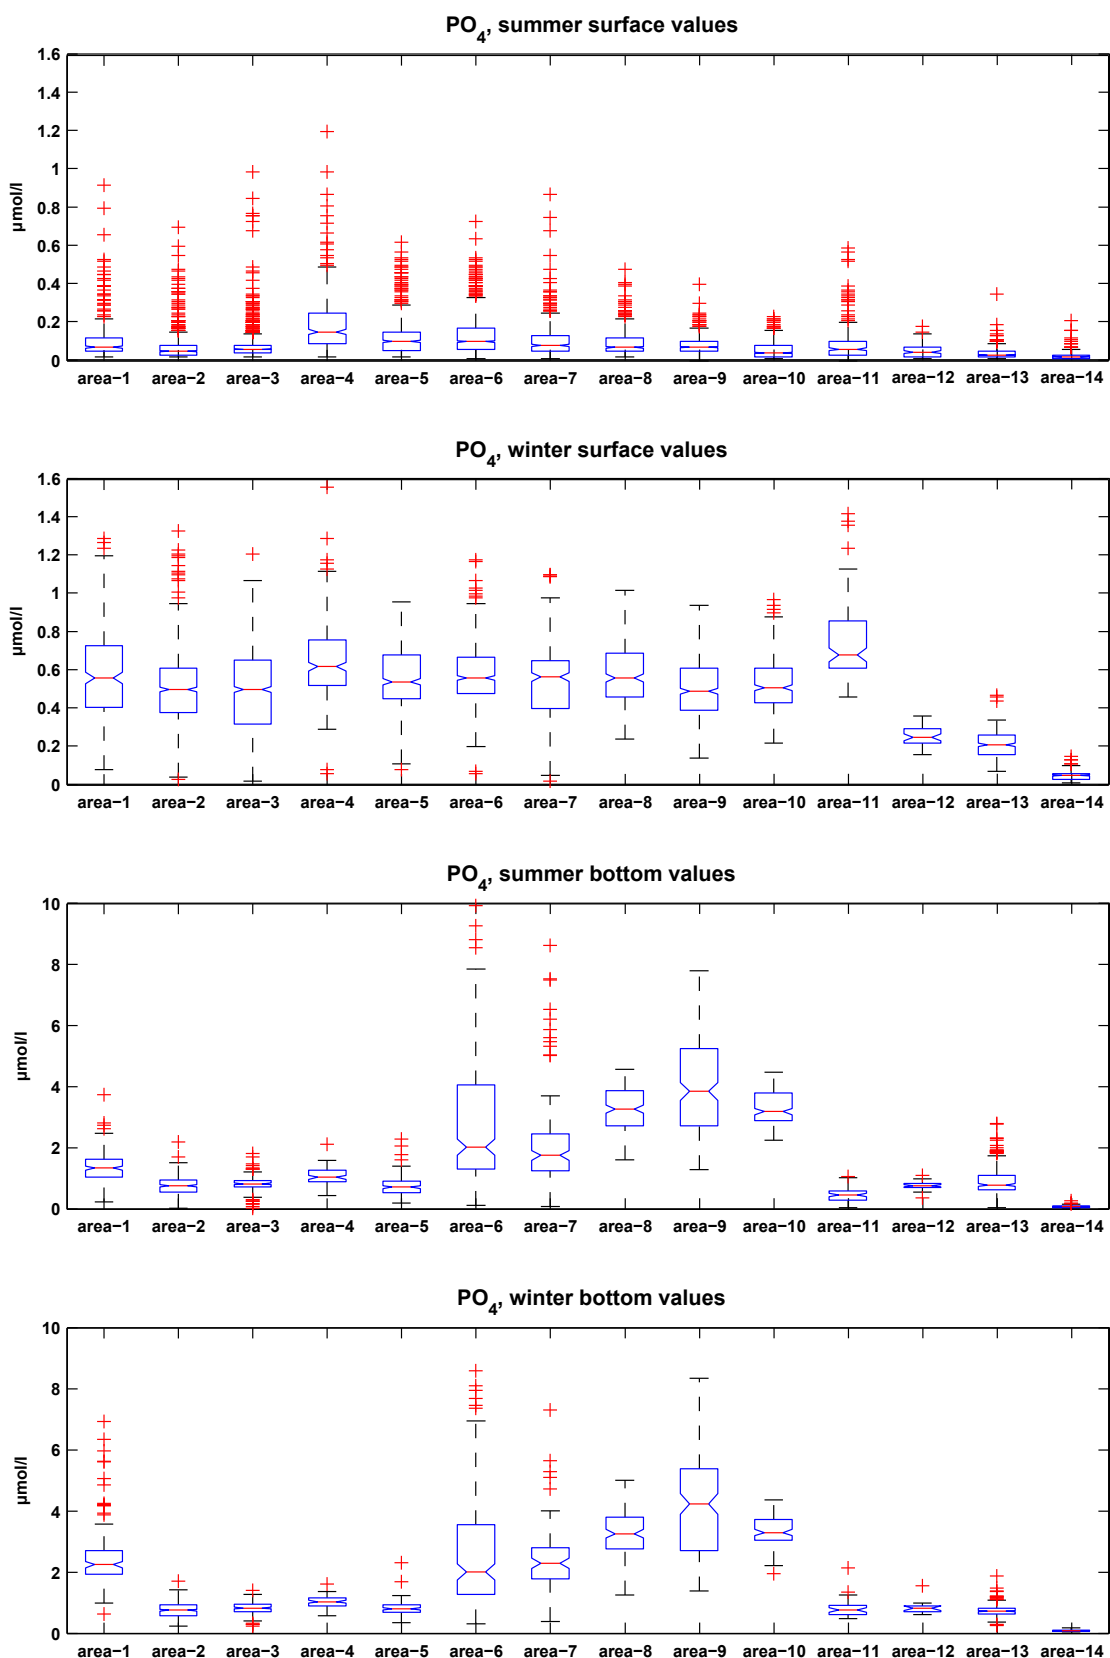 PO4, summer surface values
1.6
1.4
1.2
1
0.8
0.6
0.4
0.2
0
µmol/l
area−1 area−2 area−3 area−4 area−5 area−6 area−7 area−8 area−9 area−10 area−11 area−12 area−13 area−14
PO4, winter surface values
1.6
1.4
1.2
1
0.8
0.6
0.4
0.2
0
µmol/l
area−1 area−2 area−3 area−4 area−5 area−6 area−7 area−8 area−9 area−10 area−11 area−12 area−13 area−14
PO4, summer bottom values
10
8
6
4
2
0
µmol/l
area−1 area−2 area−3 area−4 area−5 area−6 area−7 area−8 area−9 area−10 area−11 area−12 area−13 area−14
PO4, winter bottom values
10
8
6
4
2
0
µmol/l
area−1 area−2 area−3 area−4 area−5 area−6 area−7 area−8 area−9 area−10 area−11 area−12 area−13 area−14